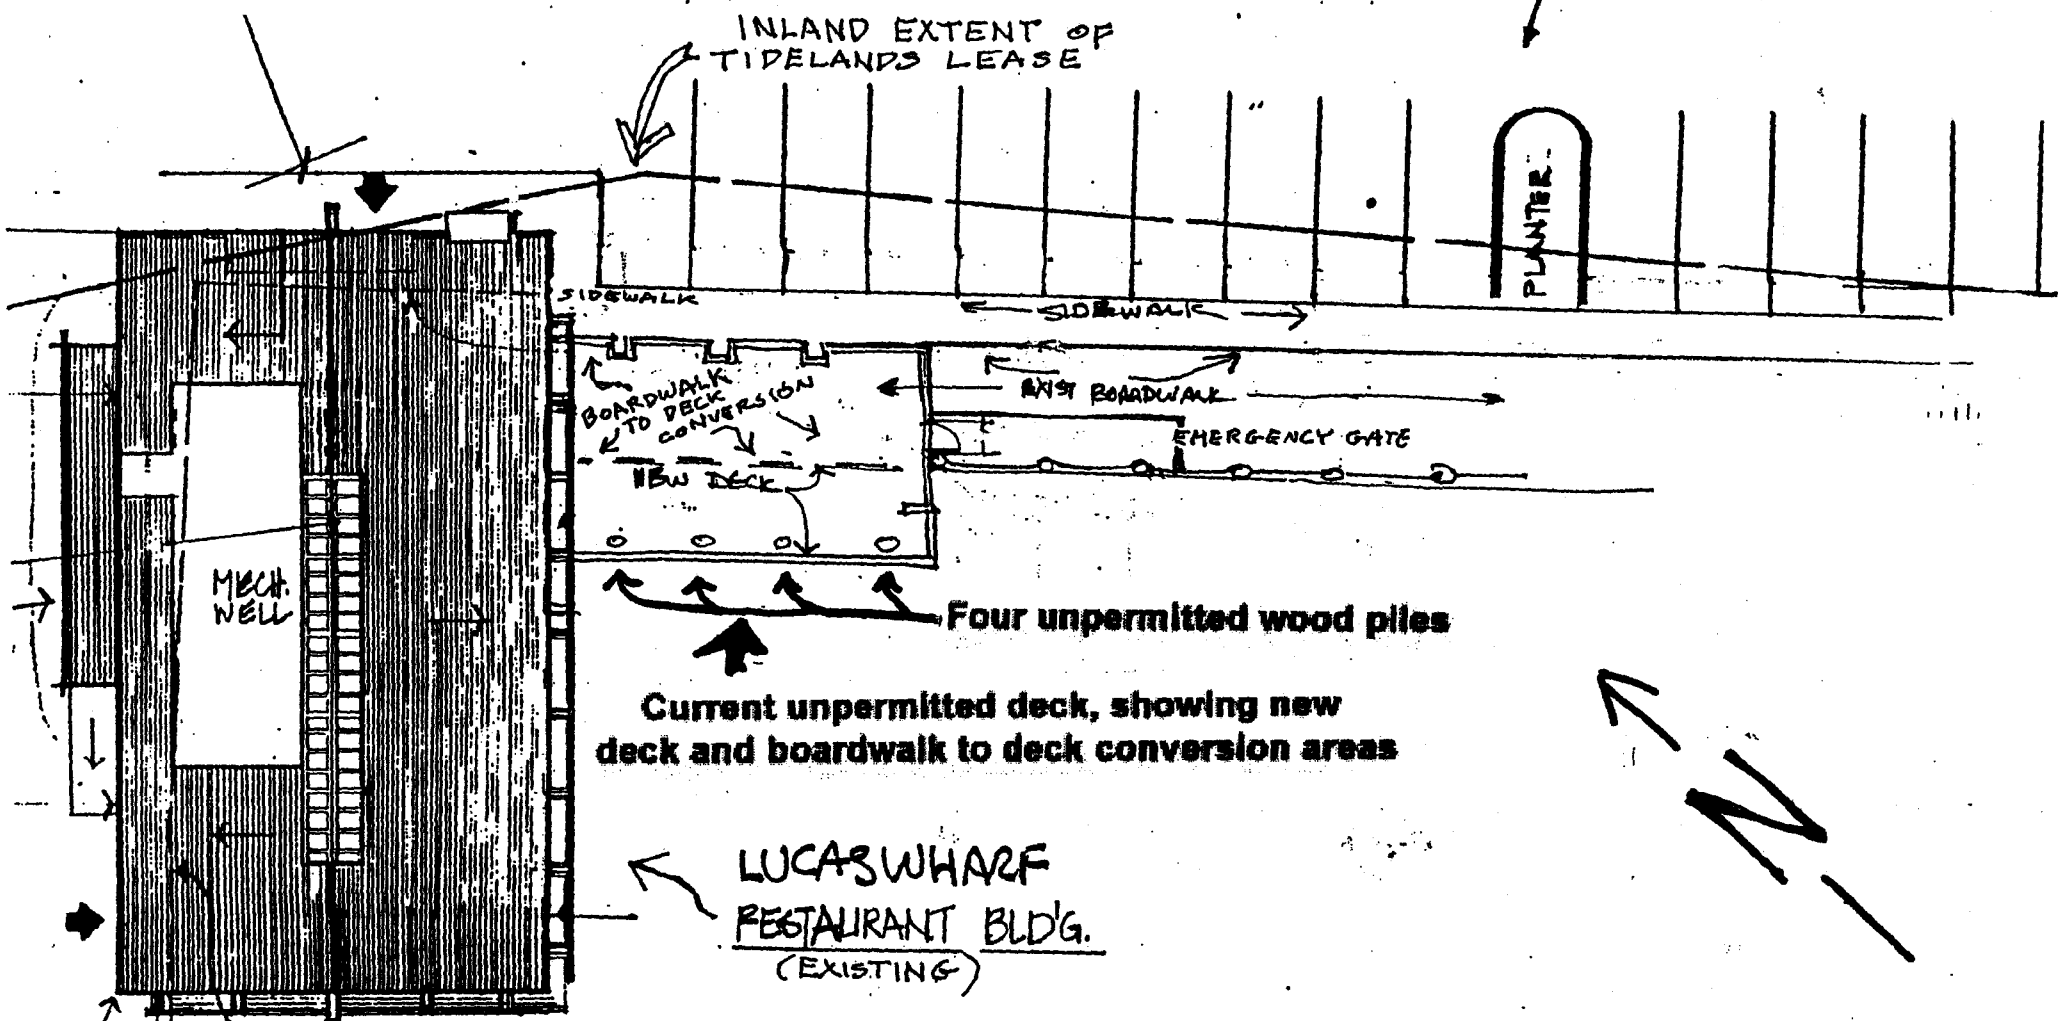 INLAND EXTENT OF
TIDELANDS LEASE
PLANTER
SIDEWALK
SIDEWALK
BOARDWALK
TO DECK
CONVERSION
EXIST BOARDWALK
EMERGENCY GATE
NEW DECK
MECH.
WELL
Four unpermitted wood piles
Current unpermitted deck, showing new
deck and boardwalk to deck conversion areas
N
LUCAS WHARF
RESTAURANT BLD'G.
(EXISTING)